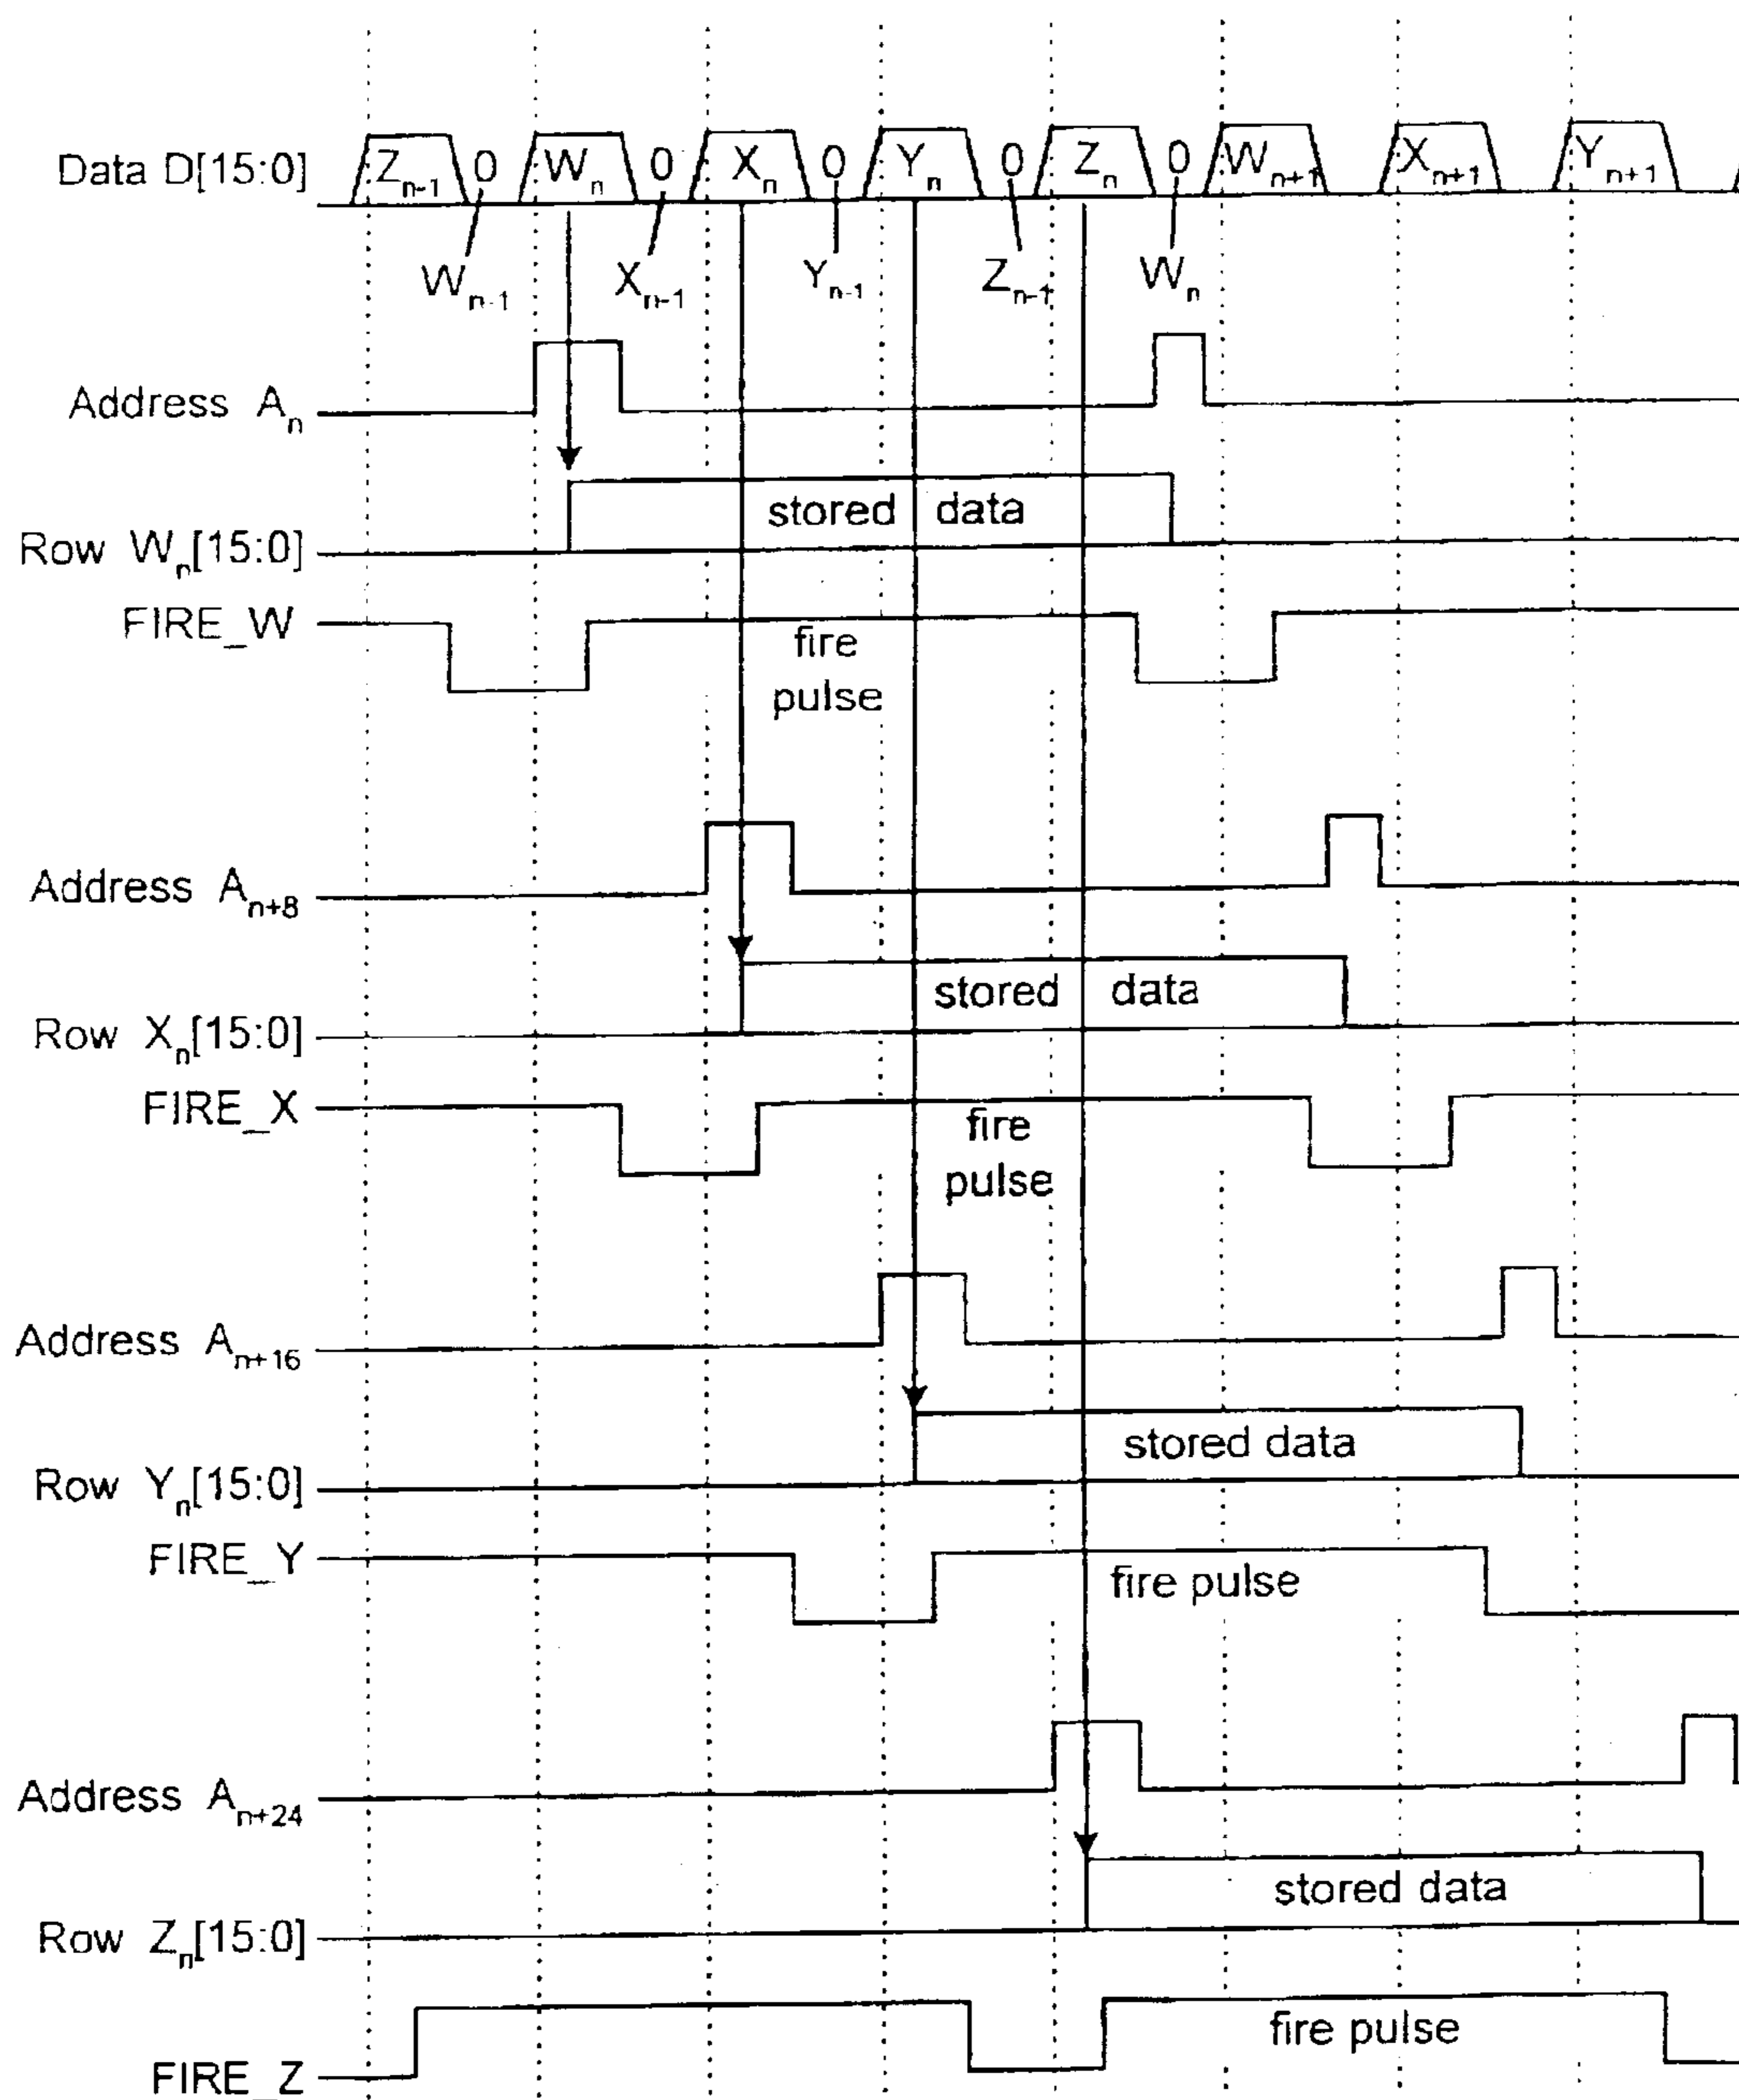 Data D[15:0] Zn-1 0 Wn 0 Xn 0 Yn 0 Zn 0 Wn+1 Xn+1 Yn+1
Wn-1 Xn-1 Yn-1 Zn-1 Wn
Address An
stored data
Row Wn[15:0]
FIRE_W
fire
pulse
Address An+8
stored data
Row Xn[15:0]
FIRE_X
fire
pulse
Address An+16
stored data
Row Yn[15:0]
FIRE_Y
fire pulse
Address An+24
stored data
Row Zn[15:0]
fire pulse
FIRE_Z